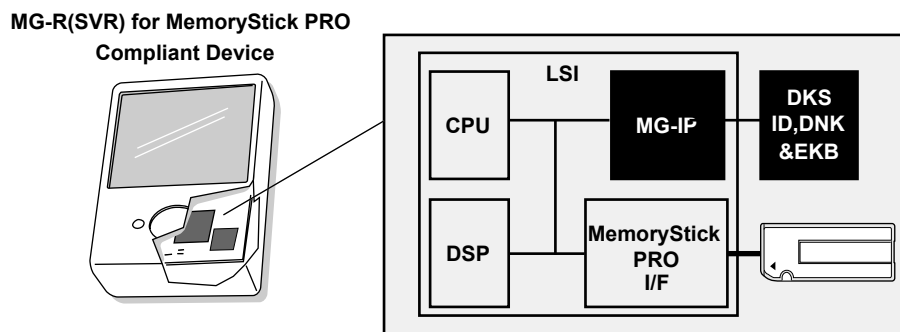 MG-R(SVR) for MemoryStick PRO
Compliant Device
LSI
CPU
MG-IP
DKS
ID,DNK
&EKB
DSP
MemoryStick
PRO
I/F